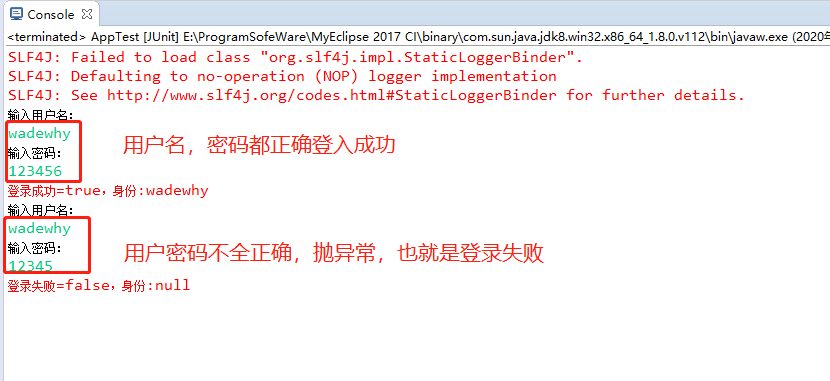 Console
<terminated> AppTest [JUnit] E:\ProgramSofeWare\MyEclipse 2017 CI\binary\com.sun.java.jdk8.win32.x86_64_1.8.0.v112\bin\javaw.exe (2020年
SLF4J: Failed to load class "org.slf4j.impl.StaticLoggerBinder".
SLF4J: Defaulting to no-operation (NOP) logger implementation
SLF4J: See http://www.slf4j.org/codes.html#StaticLoggerBinder for further details.
输入用户名:
wadewhy
输入密码:
123456
用户名，密码都正确登入成功
登录成功=true，身份:wadewhy
输入用户名:
wadewhy
输入密码:
12345
用户密码不全正确，抛异常，也就是登录失败
登录失败=false，身份:null